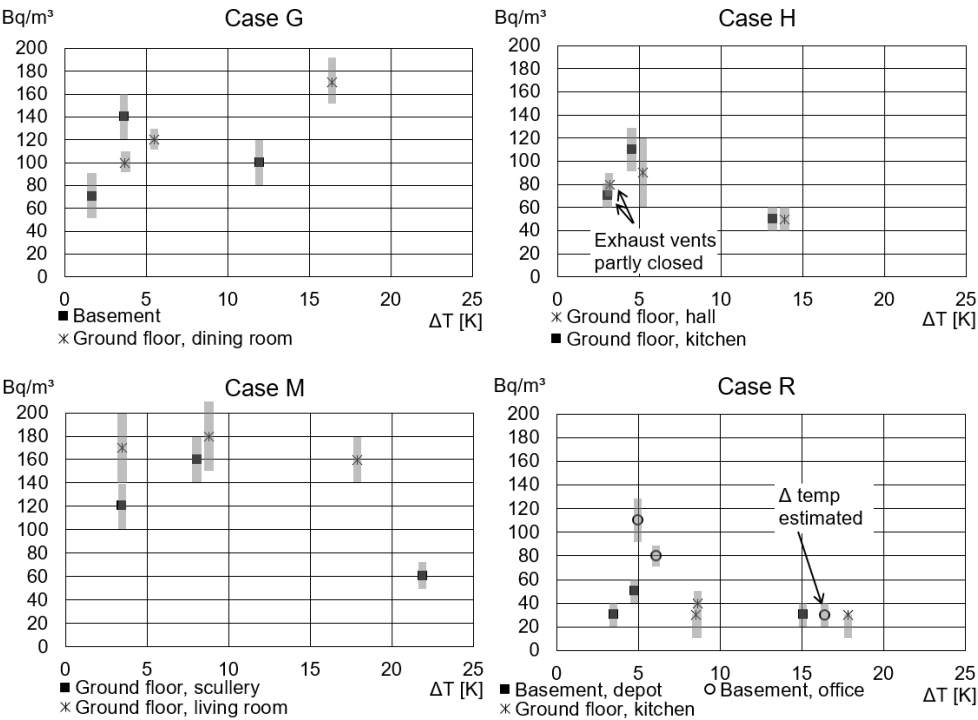 Bq/m³ Case G
200
180
160
140
120
100
80
60
40
20
0
0 5 10 15 20 25
■ Basement ΔT [K]
Ground floor, dining room
Bq/m³ Case H
200
180
160
140
120
100
80
60
40
20
0
Exhaust vents
partly closed
0 5 10 15 20 25
Ground floor, hall ΔT [K]
■ Ground floor, kitchen
Bq/m³ Case M
200
180
160
140
120
100
80
60
40
20
0
0 5 10 15 20 25
■ Ground floor, scullery ΔT [K]
Ground floor, living room
Bq/m³ Case R
200
180
160
140
120
100
80
60
40
20
0
Δ temp
estimated
0 5 10 15 20 25
■ Basement, depot Basement, office ΔT [K]
Ground floor, kitchen